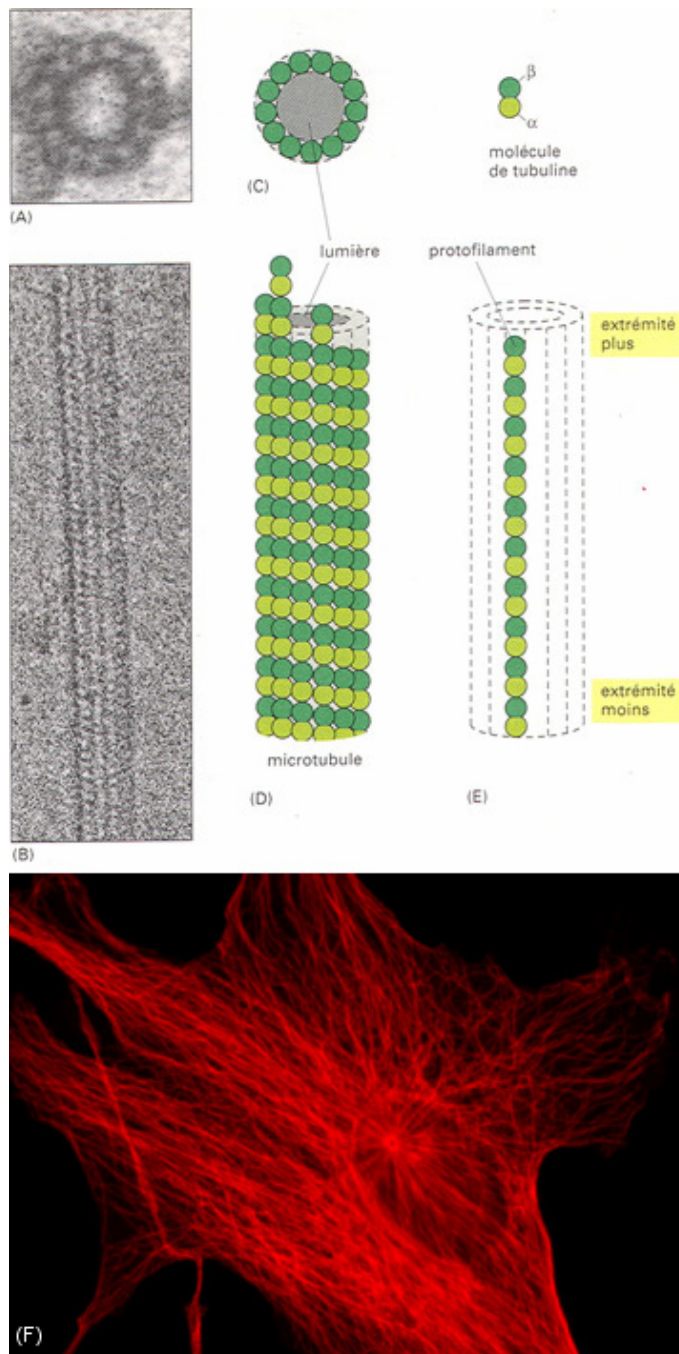 (A)
(C)
β
α
molécule
de tubuline
lumière
protofilament
extrémité
plus
extrémité
moins
microtubule
(B)
(D)
(E)
(F)